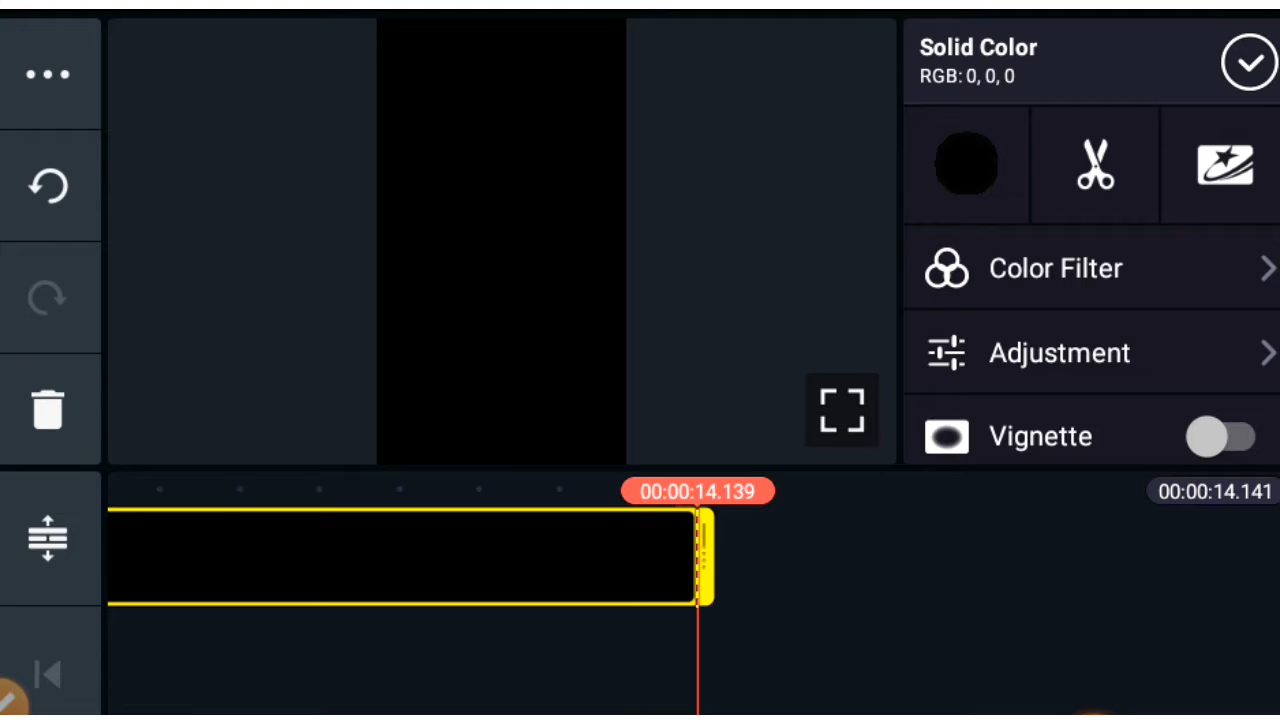 Solid Color
RGB: 0, 0, 0
Color Filter
Adjustment
Vignette
00:00:14.139
00:00:14.141